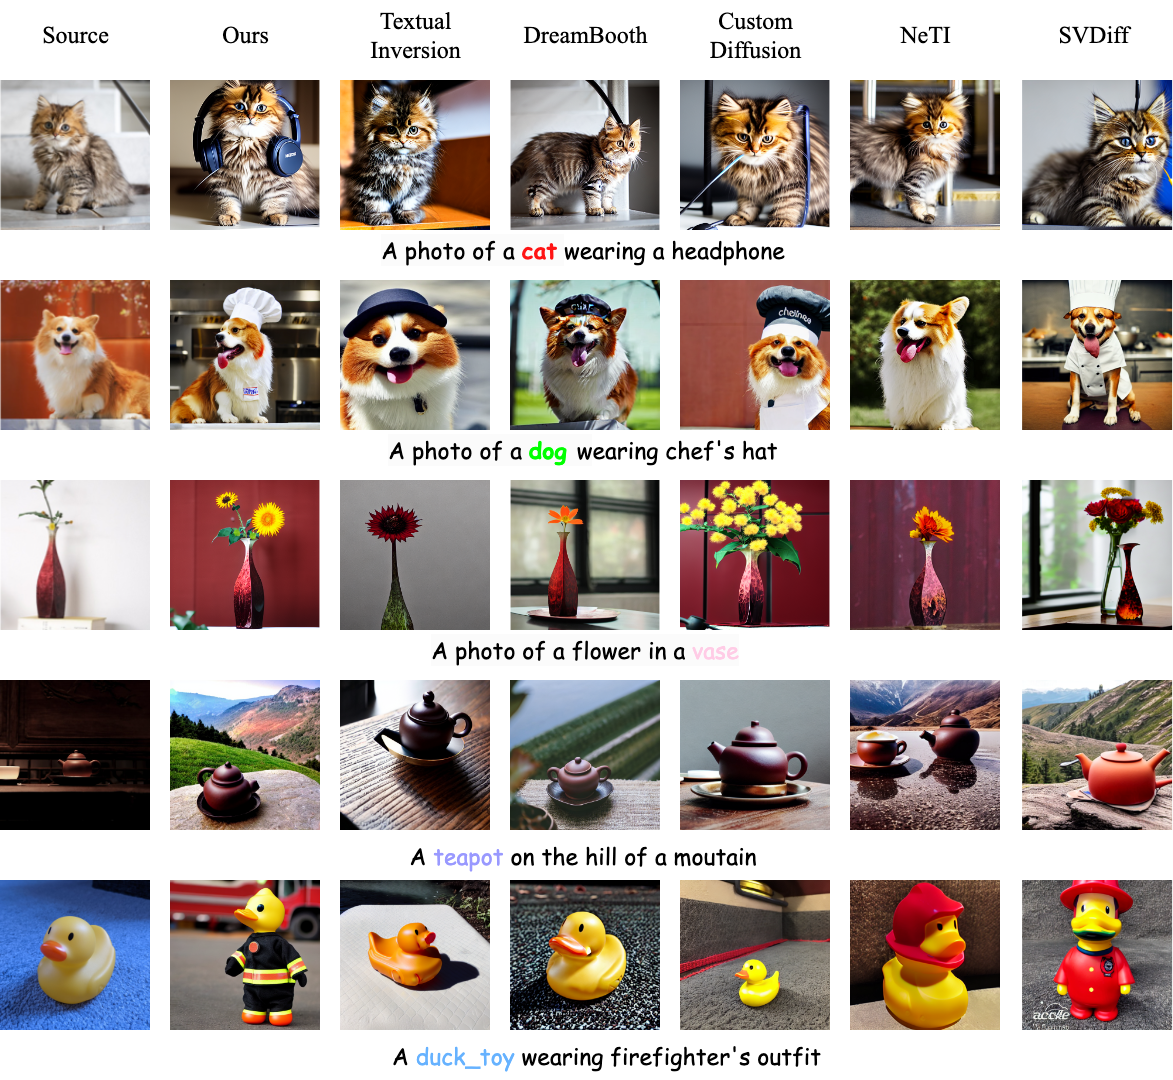 Source
Ours
Textual
Inversion
DreamBooth
Custom
Diffusion
NeTI
SVDiff
A photo of a cat wearing a headphone
A photo of a dog wearing chef's hat
A photo of a flower in a vase
A teapot on the hill of a moutain
accke
A duck_toy wearing firefighter's outfit